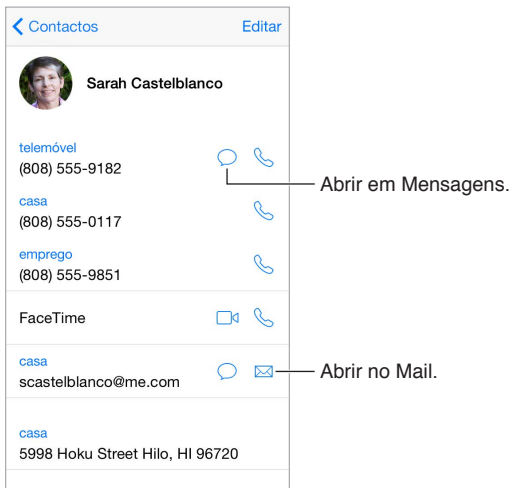 Contactos Editar
Sarah Castelblanco
telemóvel
(808) 555-9182
Abrir em Mensagens.
casa
(808) 555-0117
emprego
(808) 555-9851
FaceTime
casa
scastelblanco@me.com
Abrir no Mail.
casa
5998 Hoku Street Hilo, HI 96720